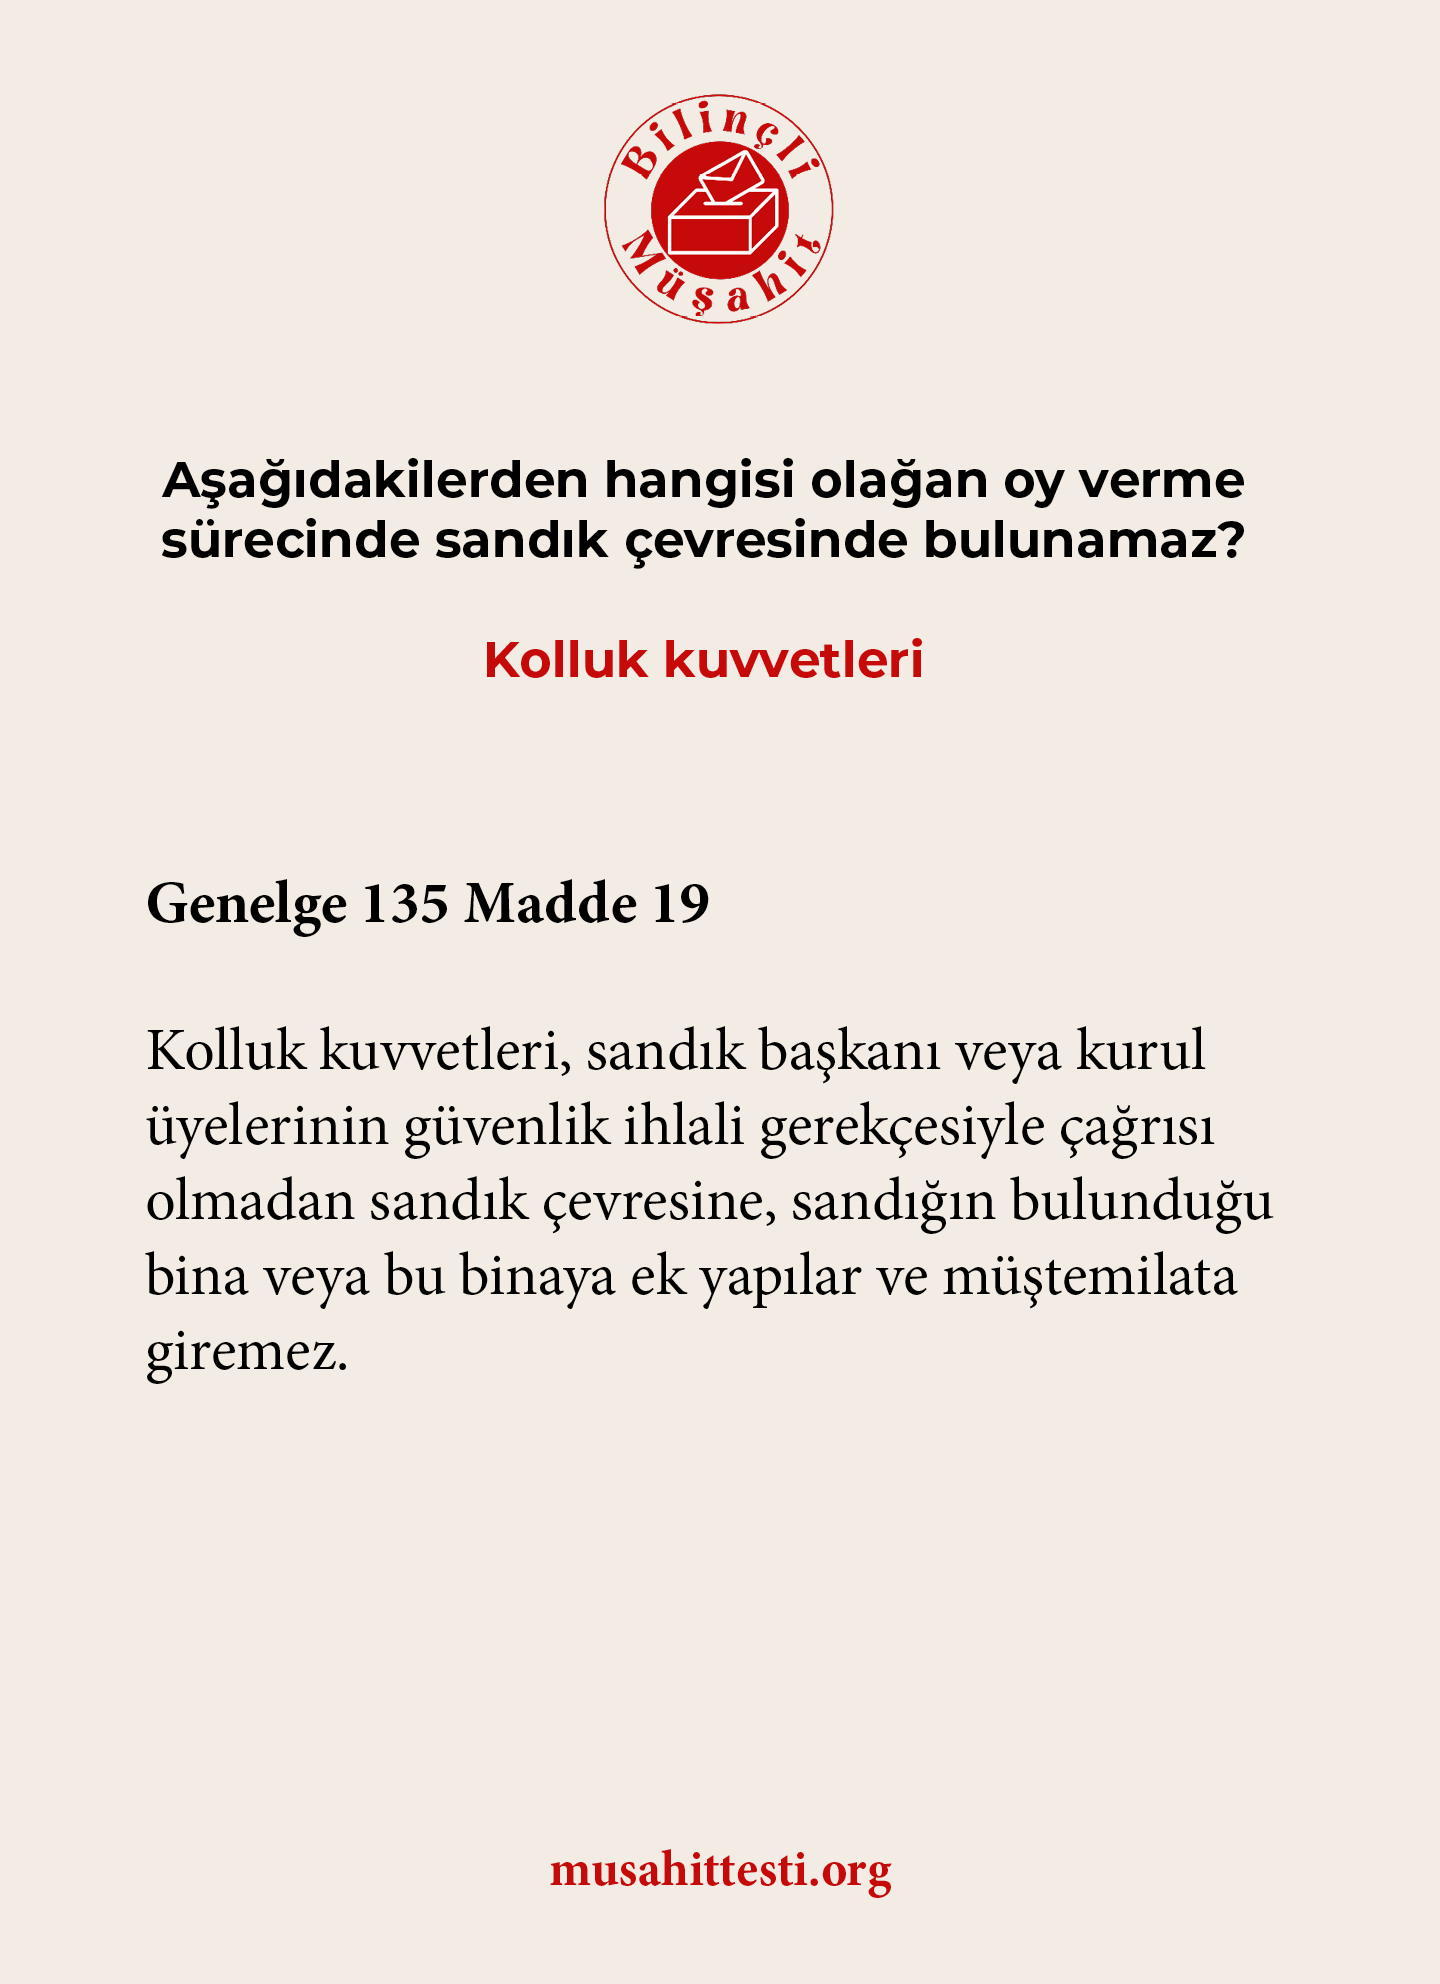 Bilinçli
Müşahit
Aşağıdakilerden hangisi olağan oy verme
sürecinde sandık çevresinde bulunamaz?
Kolluk kuvvetleri
Genelge 135 Madde 19
Kolluk kuvvetleri, sandık başkanı veya kurul
üyelerinin güvenlik ihlali gerekçesiyle çağrısı
olmadan sandık çevresine, sandığın bulunduğu
bina veya bu binaya ek yapılar ve müştemilata
giremez.
musahittesti.org